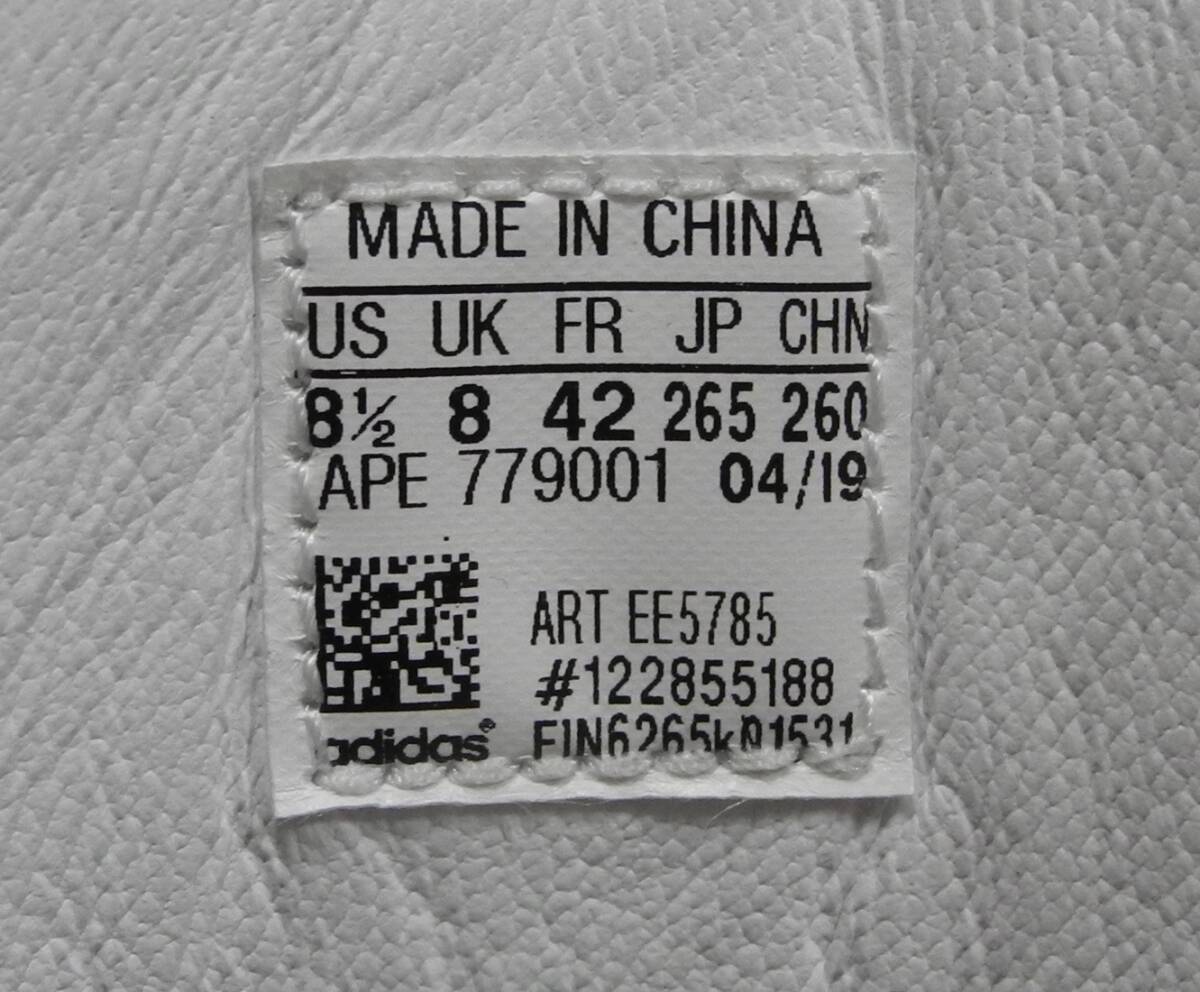 MADE IN CHINA
US UK FR JP CHN
8½ 8 42 265 260
APE 779001 04/19
ART EE5785
#122855188
adidas®